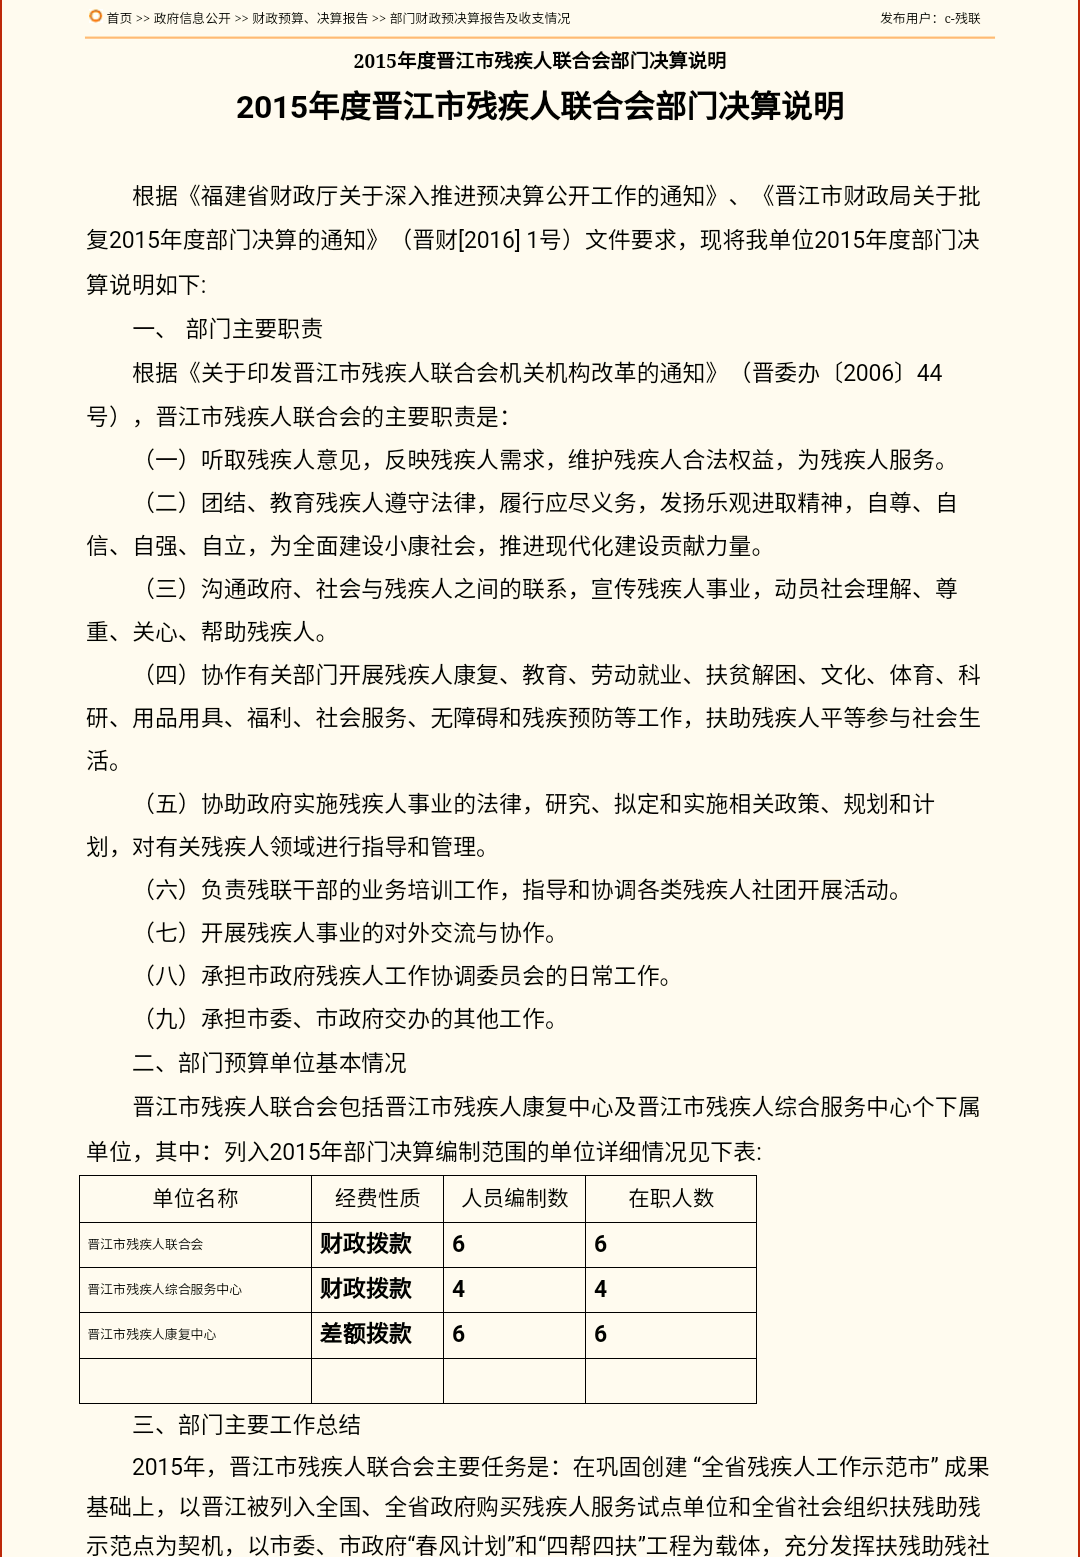 首页 >> 政府信息公开 >> 财政预算、决算报告 >> 部门财政预决算报告及收支情况 发布用户：c-残联
2015年度晋江市残疾人联合会部门决算说明
2015年度晋江市残疾人联合会部门决算说明
根据《福建省财政厅关于深入推进预决算公开工作的通知》、《晋江市财政局关于批
复2015年度部门决算的通知》（晋财[2016] 1号）文件要求，现将我单位2015年度部门决
算说明如下:
一、 部门主要职责
根据《关于印发晋江市残疾人联合会机关机构改革的通知》（晋委办〔2006〕44
号），晋江市残疾人联合会的主要职责是：
（一）听取残疾人意见，反映残疾人需求，维护残疾人合法权益，为残疾人服务。
（二）团结、教育残疾人遵守法律，履行应尽义务，发扬乐观进取精神，自尊、自
信、自强、自立，为全面建设小康社会，推进现代化建设贡献力量。
（三）沟通政府、社会与残疾人之间的联系，宣传残疾人事业，动员社会理解、尊
重、关心、帮助残疾人。
（四）协作有关部门开展残疾人康复、教育、劳动就业、扶贫解困、文化、体育、科
研、用品用具、福利、社会服务、无障碍和残疾预防等工作，扶助残疾人平等参与社会生
活。
（五）协助政府实施残疾人事业的法律，研究、拟定和实施相关政策、规划和计
划，对有关残疾人领域进行指导和管理。
（六）负责残联干部的业务培训工作，指导和协调各类残疾人社团开展活动。
（七）开展残疾人事业的对外交流与协作。
（八）承担市政府残疾人工作协调委员会的日常工作。
（九）承担市委、市政府交办的其他工作。
二、部门预算单位基本情况
晋江市残疾人联合会包括晋江市残疾人康复中心及晋江市残疾人综合服务中心个下属
单位，其中：列入2015年部门决算编制范围的单位详细情况见下表:
单位名称 经费性质 人员编制数 在职人数
晋江市残疾人联合会 财政拨款 6 6
晋江市残疾人综合服务中心 财政拨款 4 4
晋江市残疾人康复中心 差额拨款 6 6
三、部门主要工作总结
2015年，晋江市残疾人联合会主要任务是：在巩固创建 “全省残疾人工作示范市” 成果
基础上，以晋江被列入全国、全省政府购买残疾人服务试点单位和全省社会组织扶残助残
示范点为契机，以市委、市政府“春风计划”和“四帮四扶”工程为载体，充分发挥扶残助残社